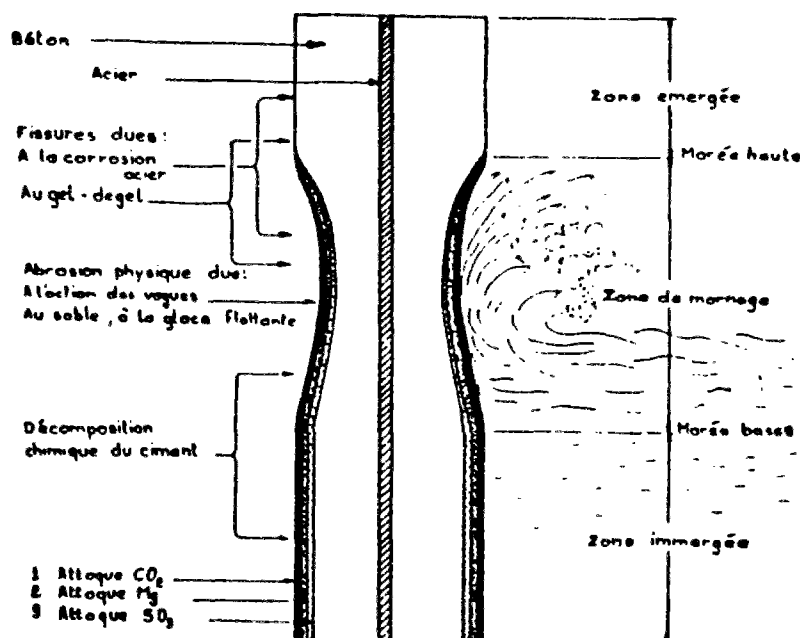 Béton
Acier
Fissures dues:
A la corrosion
acier
Au gel-degel
Abrasion physique due:
A l'action des vagues
Au sable, à la glace flottante
Décomposition
chimique du ciment
1 Attaque CO2
2 Attaque Mg
3 Attaque SO3
Zone emergée
Marée haute
Zone de marnage
Marée basse
Zone immergée